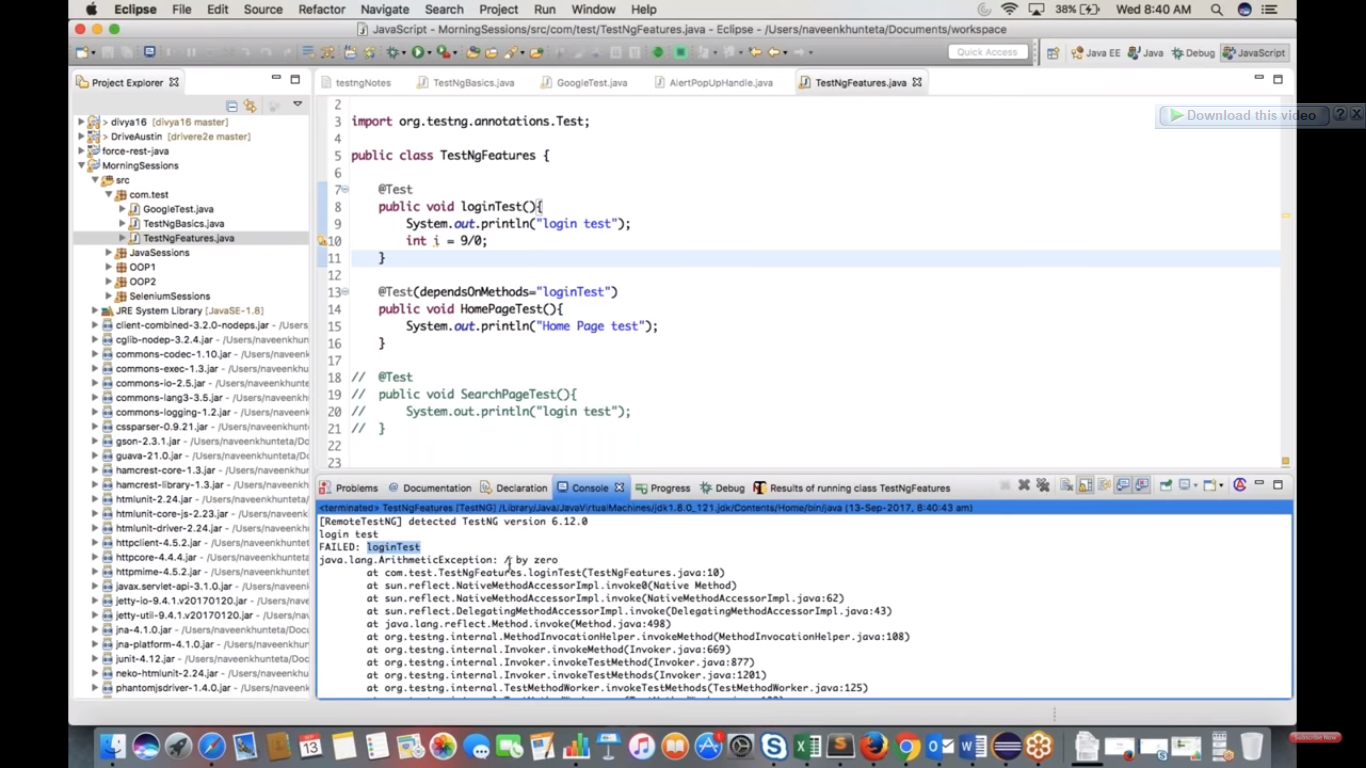 Eclipse File Edit Source Refactor Navigate Search Project Run Window Help
38% Wed 8:40 AM
JavaScript - MorningSessions/src/com/test/TestNgFeatures.java - Eclipse - /Users/naveenkhunteta/Documents/workspace
Quick Access Java EE Java Debug JavaScript
Project Explorer
testngNotes TestNgBasics.java GoogleTest.java AlertPopUpHandle.java TestNgFeatures.java
Download this video ? X
> divya16 [divya16 master]
> DriveAustin [drivere2e master]
force-rest-java
MorningSessions
src
com.test
GoogleTest.java
TestNgBasics.java
TestNgFeatures.java
JavaSessions
OOP1
OOP2
SeleniumSessions
JRE System Library [JavaSE-1.8]
client-combined-3.2.0-nodeps.jar - /Users
cglib-nodep-3.2.4.jar - /Users/naveenkhur
commons-codec-1.10.jar - /Users/naveenk
commons-exec-1.3.jar - /Users/naveenkhu
commons-io-2.5.jar - /Users/naveenkhunte
commons-lang3-3.5.jar - /Users/naveenkh
commons-logging-1.2.jar - /Users/naveenk
cssparser-0.9.21.jar - /Users/naveenkhunt
gson-2.3.1.jar - /Users/naveenkhunteta/Do
guava-21.0.jar - /Users/naveenkhunteta/Do
hamcrest-core-1.3.jar - /Users/naveenkhun
hamcrest-library-1.3.jar - /Users/naveenkh
htmlunit-2.24.jar - /Users/naveenkhunteta
htmlunit-core-js-2.23.jar - /Users/naveenk
htmlunit-driver-2.24.jar - /Users/naveenkh
httpclient-4.5.2.jar - /Users/naveenkhunte
httpcore-4.4.4.jar - /Users/naveenkhuntet
httpmime-4.5.2.jar - /Users/naveenkhunte
javax.servlet-api-3.1.0.jar - /Users/naveen
jetty-io-9.4.1.v20170120.jar - /Users/navee
jetty-util-9.4.1.v20170120.jar - /Users/nav
jna-4.1.0.jar - /Users/naveenkhunteta/Docu
jna-platform-4.1.0.jar - /Users/naveenkhur
junit-4.12.jar - /Users/naveenkhunteta/Doc
neko-htmlunit-2.24.jar - /Users/naveenkhu
phantomjsdriver-1.4.0.jar - /Users/naveenk
2
3 import org.testng.annotations.Test;
4
5 public class TestNgFeatures {
6
7 @Test
8 public void loginTest(){
9 System.out.println("login test");
10 int i = 9/0;
11 }
12
13 @Test(dependsOnMethods="loginTest")
14 public void HomePageTest(){
15 System.out.println("Home Page test");
16 }
17
18 // @Test
19 // public void SearchPageTest(){
20 // System.out.println("login test");
21 // }
22
23
Problems Documentation Declaration Console Progress Debug Results of running class TestNgFeatures
<terminated> TestNgFeatures [TestNG] /Library/Java/JavaVirtualMachines/jdk1.8.0_121.jdk/Contents/Home/bin/java (13-Sep-2017, 8:40:43 am)
[RemoteTestNG] detected TestNG version 6.12.0
login test
FAILED: loginTest
java.lang.ArithmeticException: / by zero
at com.test.TestNgFeatures.loginTest(TestNgFeatures.java:10)
at sun.reflect.NativeMethodAccessorImpl.invoke0(Native Method)
at sun.reflect.NativeMethodAccessorImpl.invoke(NativeMethodAccessorImpl.java:62)
at sun.reflect.DelegatingMethodAccessorImpl.invoke(DelegatingMethodAccessorImpl.java:43)
at java.lang.reflect.Method.invoke(Method.java:498)
at org.testng.internal.MethodInvocationHelper.invokeMethod(MethodInvocationHelper.java:108)
at org.testng.internal.Invoker.invokeMethod(Invoker.java:669)
at org.testng.internal.Invoker.invokeTestMethod(Invoker.java:877)
at org.testng.internal.Invoker.invokeTestMethods(Invoker.java:1201)
at org.testng.internal.TestMethodWorker.invokeTestMethods(TestMethodWorker.java:125)
13
Subscribe Now